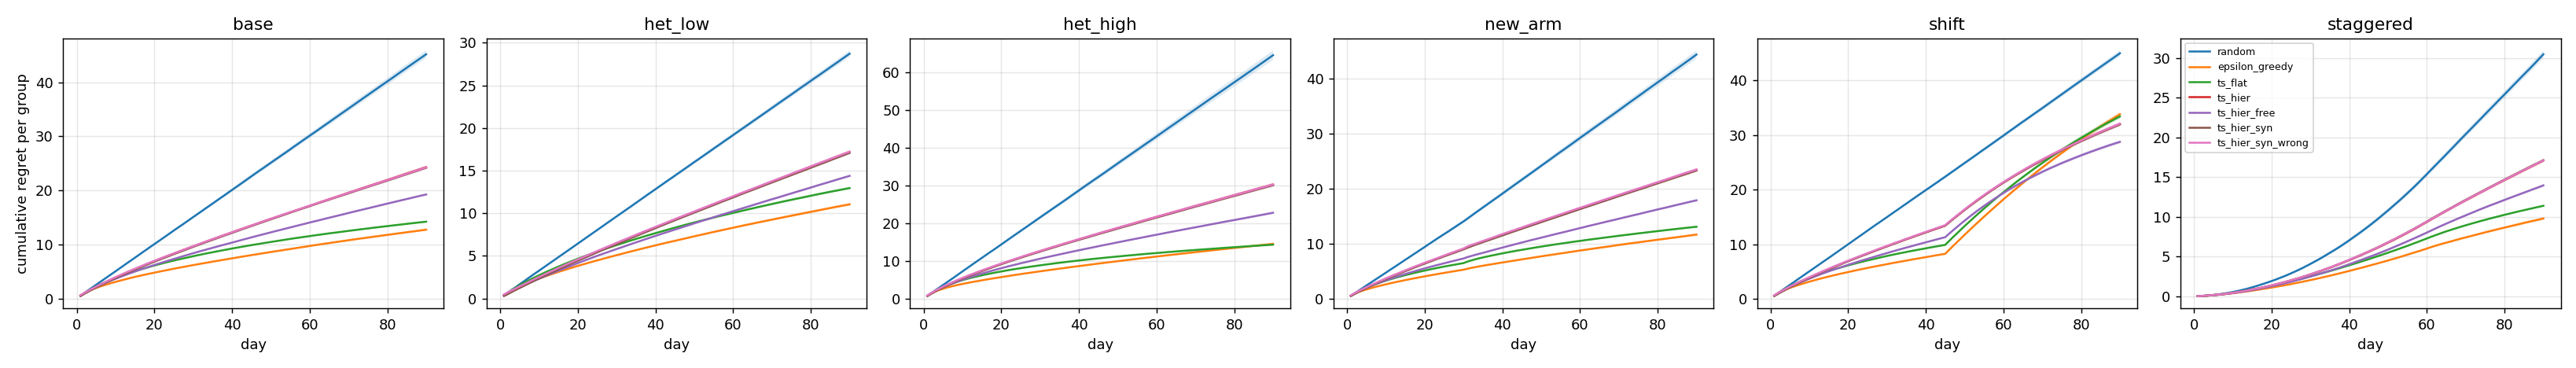 base
het_low
het_high
new_arm
shift
staggered
cumulative regret per group
40
30
20
10
0
0 20 40 60 80
day
30
25
20
15
10
5
0
0 20 40 60 80
day
60
50
40
30
20
10
0
0 20 40 60 80
day
40
30
20
10
0
0 20 40 60 80
day
40
30
20
10
0
0 20 40 60 80
day
30
25
20
15
10
5
0
0 20 40 60 80
day
random
epsilon_greedy
ts_flat
ts_hier
ts_hier_free
ts_hier_syn
ts_hier_syn_wrong